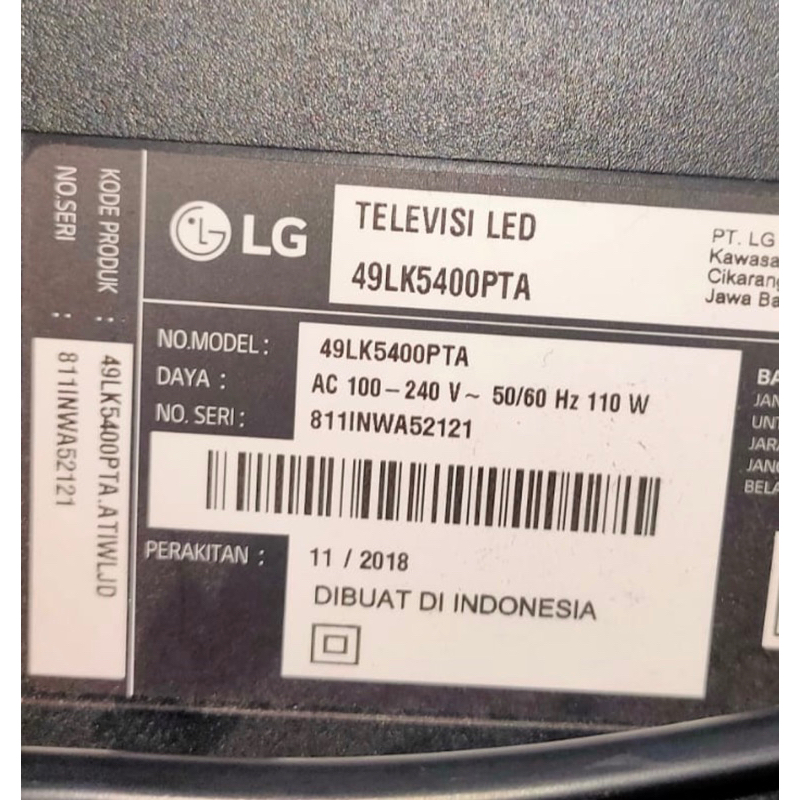 KODE PRODUK : 49LK5400PTA.ATIWLJD
NO.SERI : 811INWA52121
LG
TELEVISI LED
49LK5400PTA
PT. LG
Kawasa
Cikarang
Jawa Ba
NO.MODEL : 49LK5400PTA
DAYA : AC 100-240 V~ 50/60 Hz 110 W
NO. SERI : 811INWA52121
PERAKITAN : 11 / 2018
DIBUAT DI INDONESIA
BA
JAN
UNT
JARA
JANG
BELA